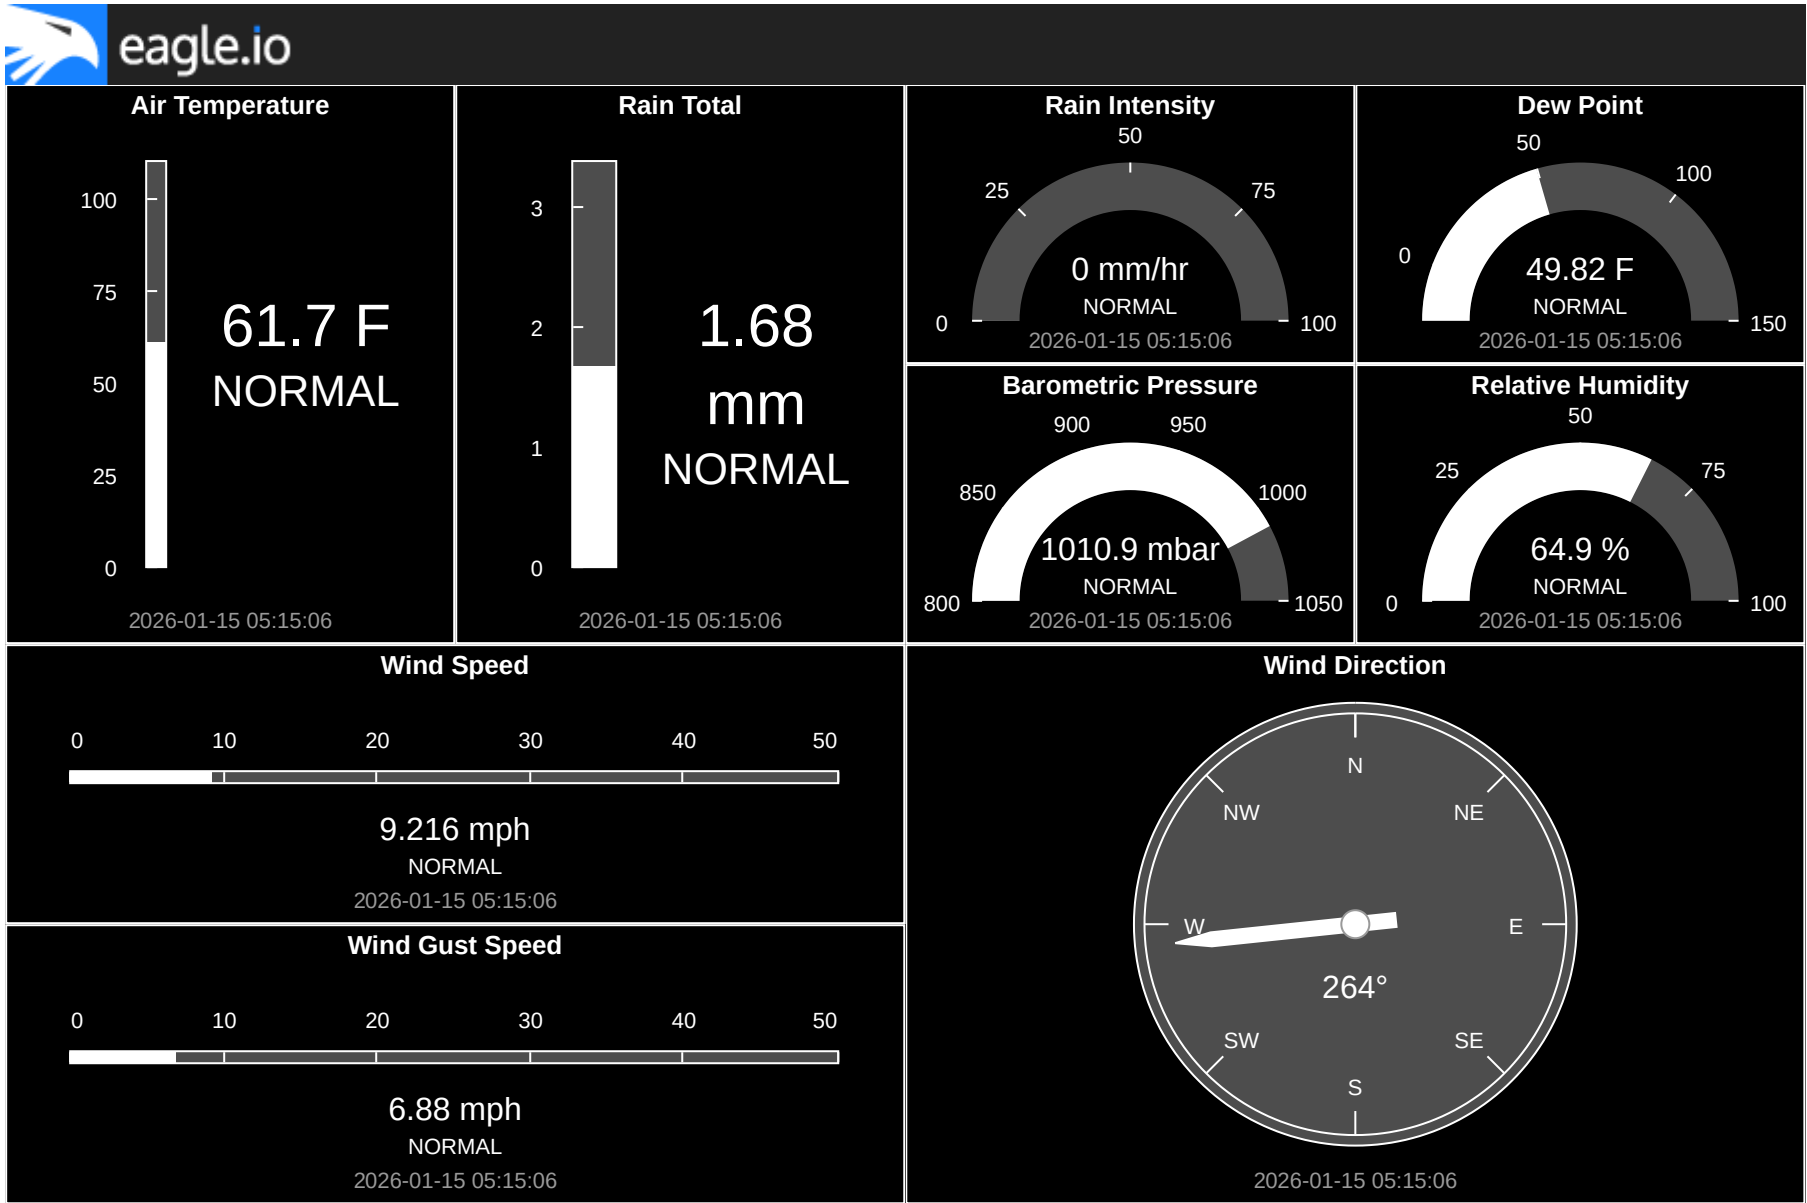 eagle.io
Air Temperature
100
75
50
25
0
61.7 F
NORMAL
2026-01-15 05:15:06
Rain Total
3
2
1
0
1.68
mm
NORMAL
2026-01-15 05:15:06
Rain Intensity
0
25
50
75
100
0 mm/hr
NORMAL
2026-01-15 05:15:06
Dew Point
0
50
100
150
49.82 F
NORMAL
2026-01-15 05:15:06
Barometric Pressure
800
850
900
950
1000
1050
1010.9 mbar
NORMAL
2026-01-15 05:15:06
Relative Humidity
0
25
50
75
100
64.9 %
NORMAL
2026-01-15 05:15:06
Wind Speed
0 10 20 30 40 50
9.216 mph
NORMAL
2026-01-15 05:15:06
Wind Gust Speed
0 10 20 30 40 50
6.88 mph
NORMAL
2026-01-15 05:15:06
Wind Direction
N
NW NE
W E
264°
SW SE
S
2026-01-15 05:15:06